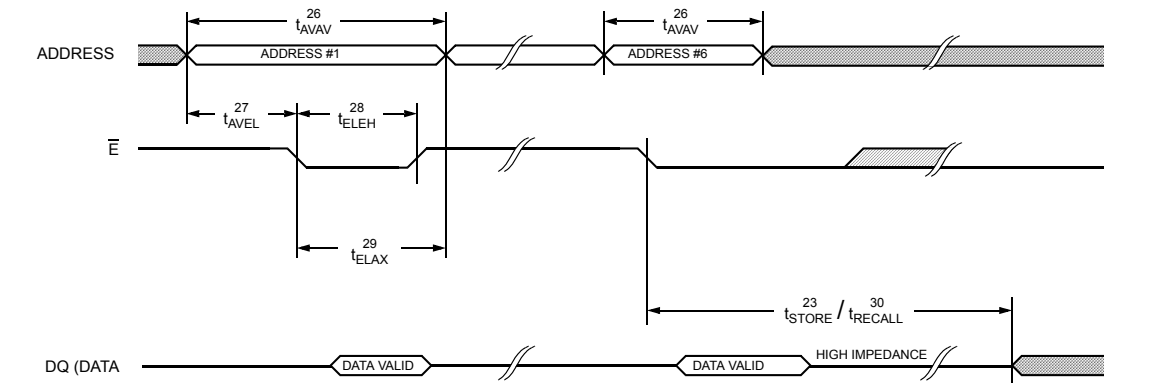 26 26
tAVAV tAVAV
ADDRESS ADDRESS #1 ADDRESS #6
27 28
tAVEL tELEH
E
29
tELAX
23 30
tSTORE / tRECALL
DQ (DATA DATA VALID DATA VALID HIGH IMPEDANCE